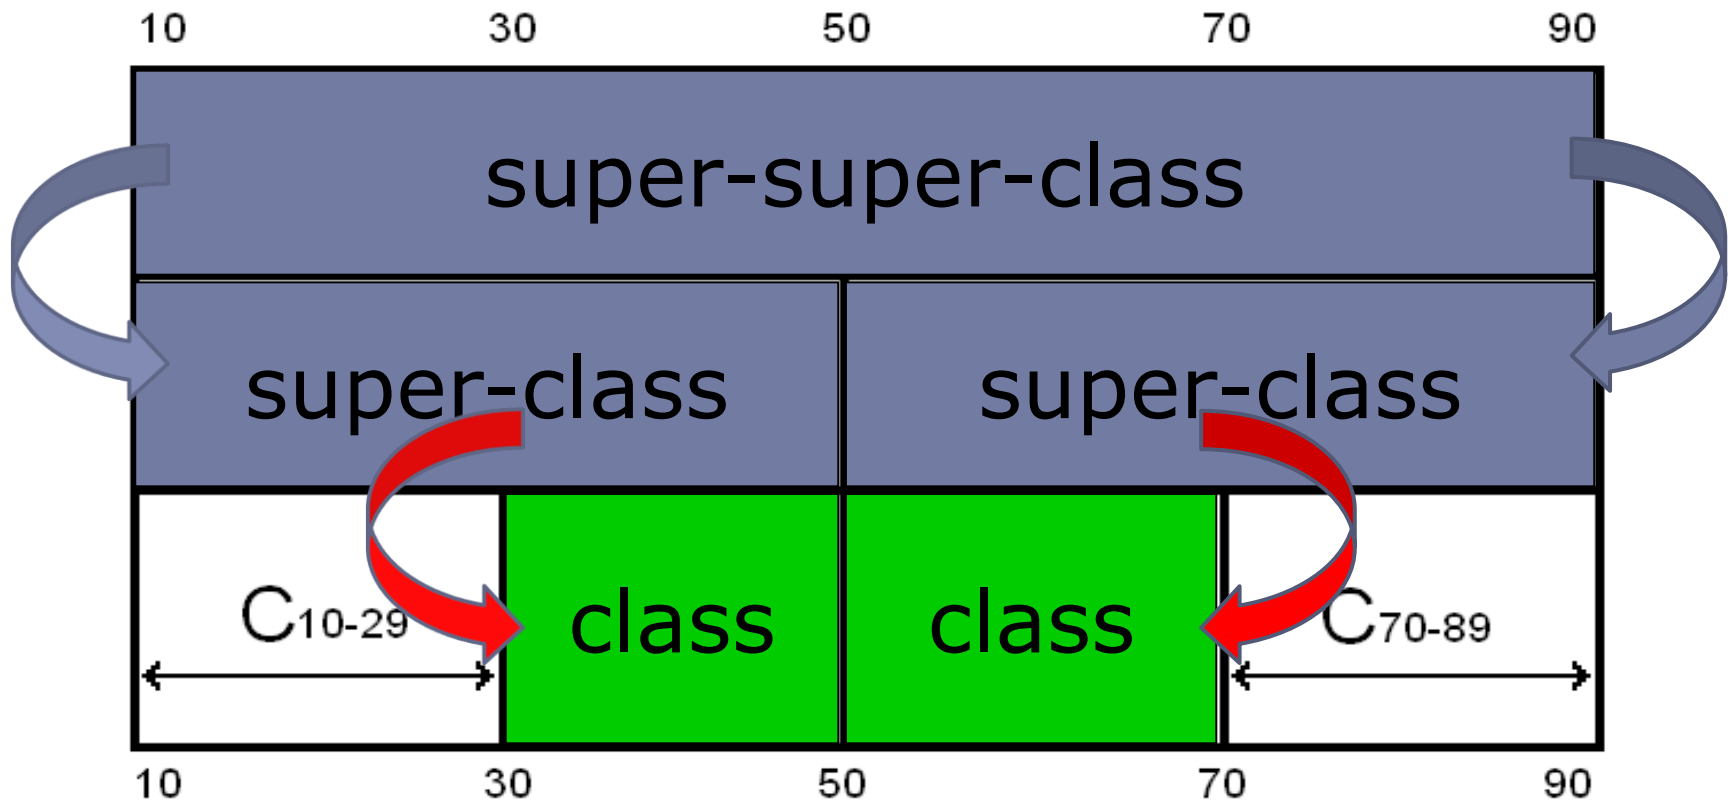 10 30 50 70 90
super-super-class
super-class super-class
C10-29 class class C70-89
10 30 50 70 90